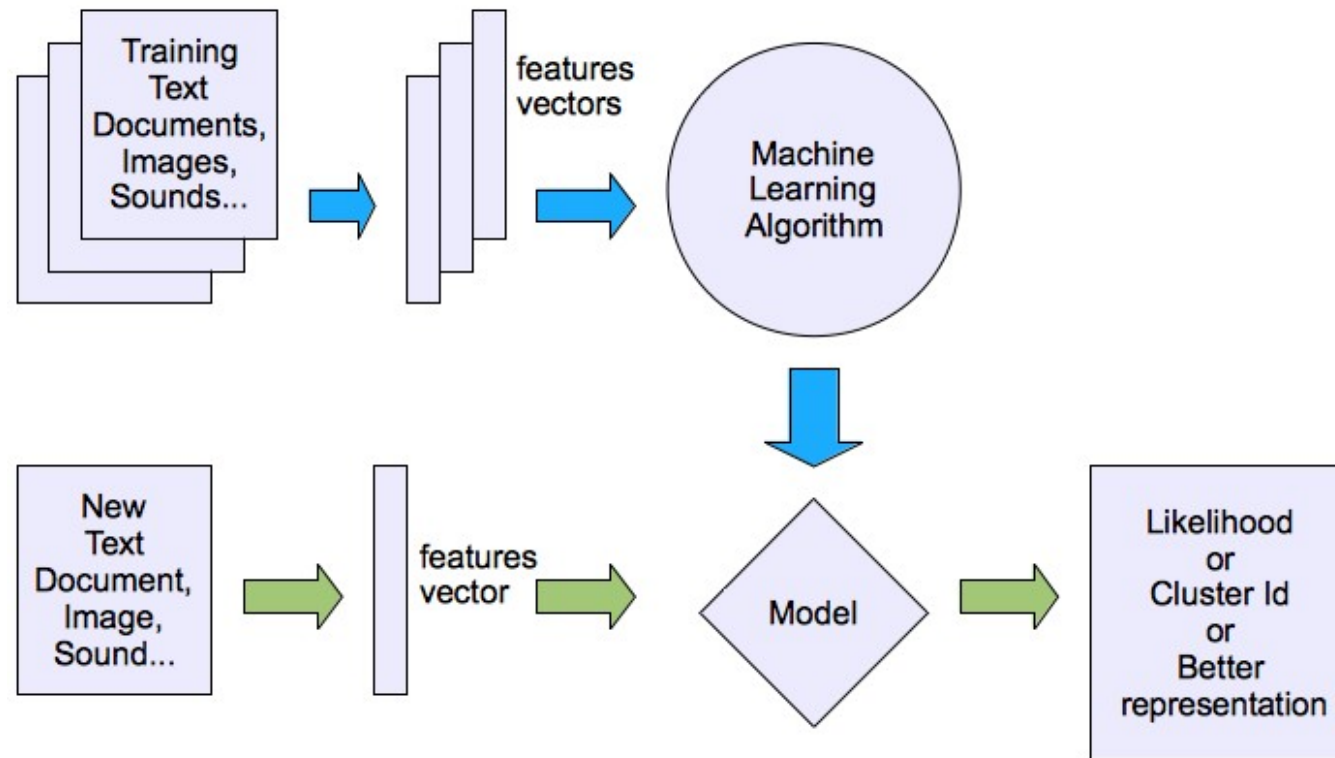 Training
Text
Documents,
Images,
Sounds...
features
vectors
Machine
Learning
Algorithm
New
Text
Document,
Image,
Sound...
features
vector
Model
Likelihood
or
Cluster Id
or
Better
representation